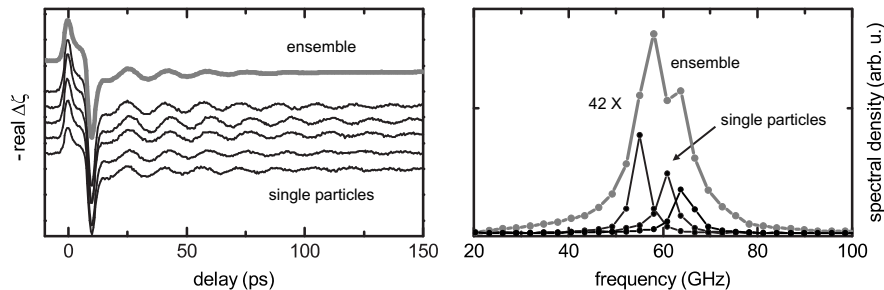 ensemble
single particles
-real Δζ
0
50
100
150
delay (ps)
ensemble
42 X
single particles
20
40
60
80
100
frequency (GHz)
spectral density (arb. u.)